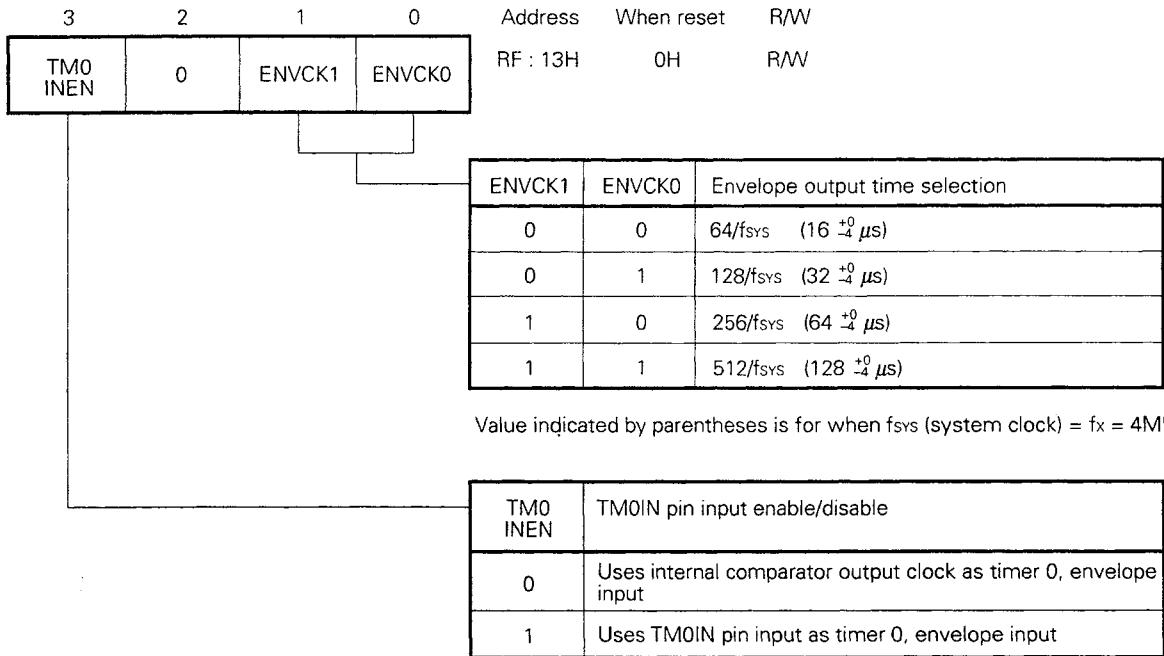 3 2 1 0 Address When reset R/W
TM0 INEN 0 ENVCK1 ENVCK0 RF : 13H 0H R/W
ENVCK1 ENVCK0 Envelope output time selection
0 0 64/fSYS (16 +0 -4 μs)
0 1 128/fSYS (32 +0 -4 μs)
1 0 256/fSYS (64 +0 -4 μs)
1 1 512/fSYS (128 +0 -4 μs)
Value indicated by parentheses is for when fSYS (system clock) = fX = 4M
TM0 INEN TM0IN pin input enable/disable
0 Uses internal comparator output clock as timer 0, envelope
input
1 Uses TM0IN pin input as timer 0, envelope input